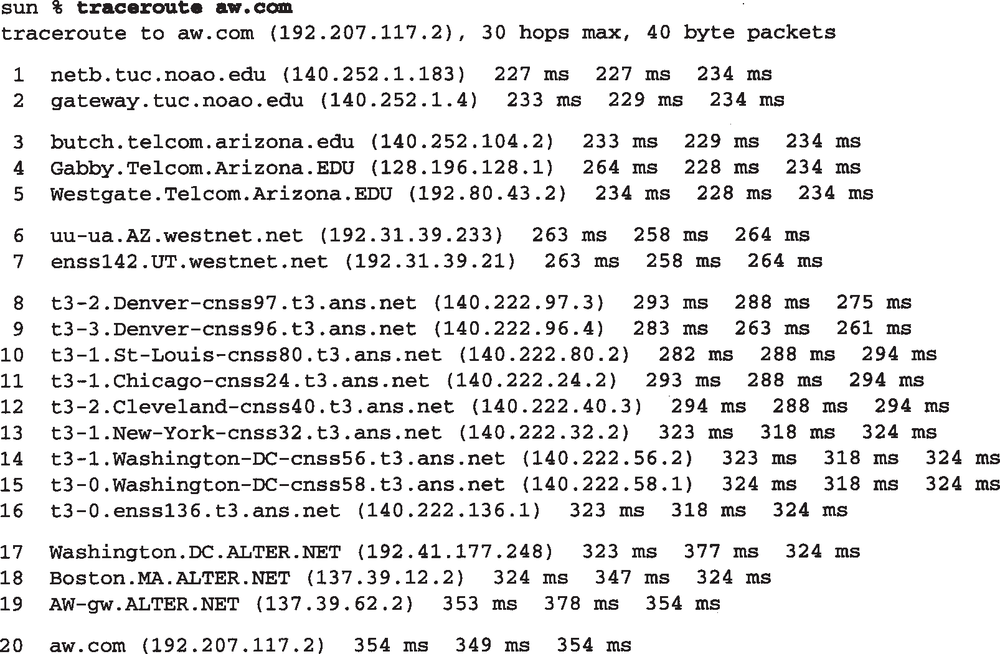 sun % traceroute aw.com
traceroute to aw.com (192.207.117.2), 30 hops max, 40 byte packets
1 netb.tuc.noao.edu (140.252.1.183) 227 ms 227 ms 234 ms
2 gateway.tuc.noao.edu (140.252.1.4) 233 ms 229 ms 234 ms
3 butch.telcom.arizona.edu (140.252.104.2) 233 ms 229 ms 234 ms
4 Gabby.Telcom.Arizona.EDU (128.196.128.1) 264 ms 228 ms 234 ms
5 Westgate.Telcom.Arizona.EDU (192.80.43.2) 234 ms 228 ms 234 ms
6 uu-ua.AZ.westnet.net (192.31.39.233) 263 ms 258 ms 264 ms
7 enss142.UT.westnet.net (192.31.39.21) 263 ms 258 ms 264 ms
8 t3-2.Denver-cnss97.t3.ans.net (140.222.97.3) 293 ms 288 ms 275 ms
9 t3-3.Denver-cnss96.t3.ans.net (140.222.96.4) 283 ms 263 ms 261 ms
10 t3-1.St-Louis-cnss80.t3.ans.net (140.222.80.2) 282 ms 288 ms 294 ms
11 t3-1.Chicago-cnss24.t3.ans.net (140.222.24.2) 293 ms 288 ms 294 ms
12 t3-2.Cleveland-cnss40.t3.ans.net (140.222.40.3) 294 ms 288 ms 294 ms
13 t3-1.New-York-cnss32.t3.ans.net (140.222.32.2) 323 ms 318 ms 324 ms
14 t3-1.Washington-DC-cnss56.t3.ans.net (140.222.56.2) 323 ms 318 ms 324 ms
15 t3-0.Washington-DC-cnss58.t3.ans.net (140.222.58.1) 324 ms 318 ms 324 ms
16 t3-0.enss136.t3.ans.net (140.222.136.1) 323 ms 318 ms 324 ms
17 Washington.DC.ALTER.NET (192.41.177.248) 323 ms 377 ms 324 ms
18 Boston.MA.ALTER.NET (137.39.12.2) 324 ms 347 ms 324 ms
19 AW-gw.ALTER.NET (137.39.62.2) 353 ms 378 ms 354 ms
20 aw.com (192.207.117.2) 354 ms 349 ms 354 ms